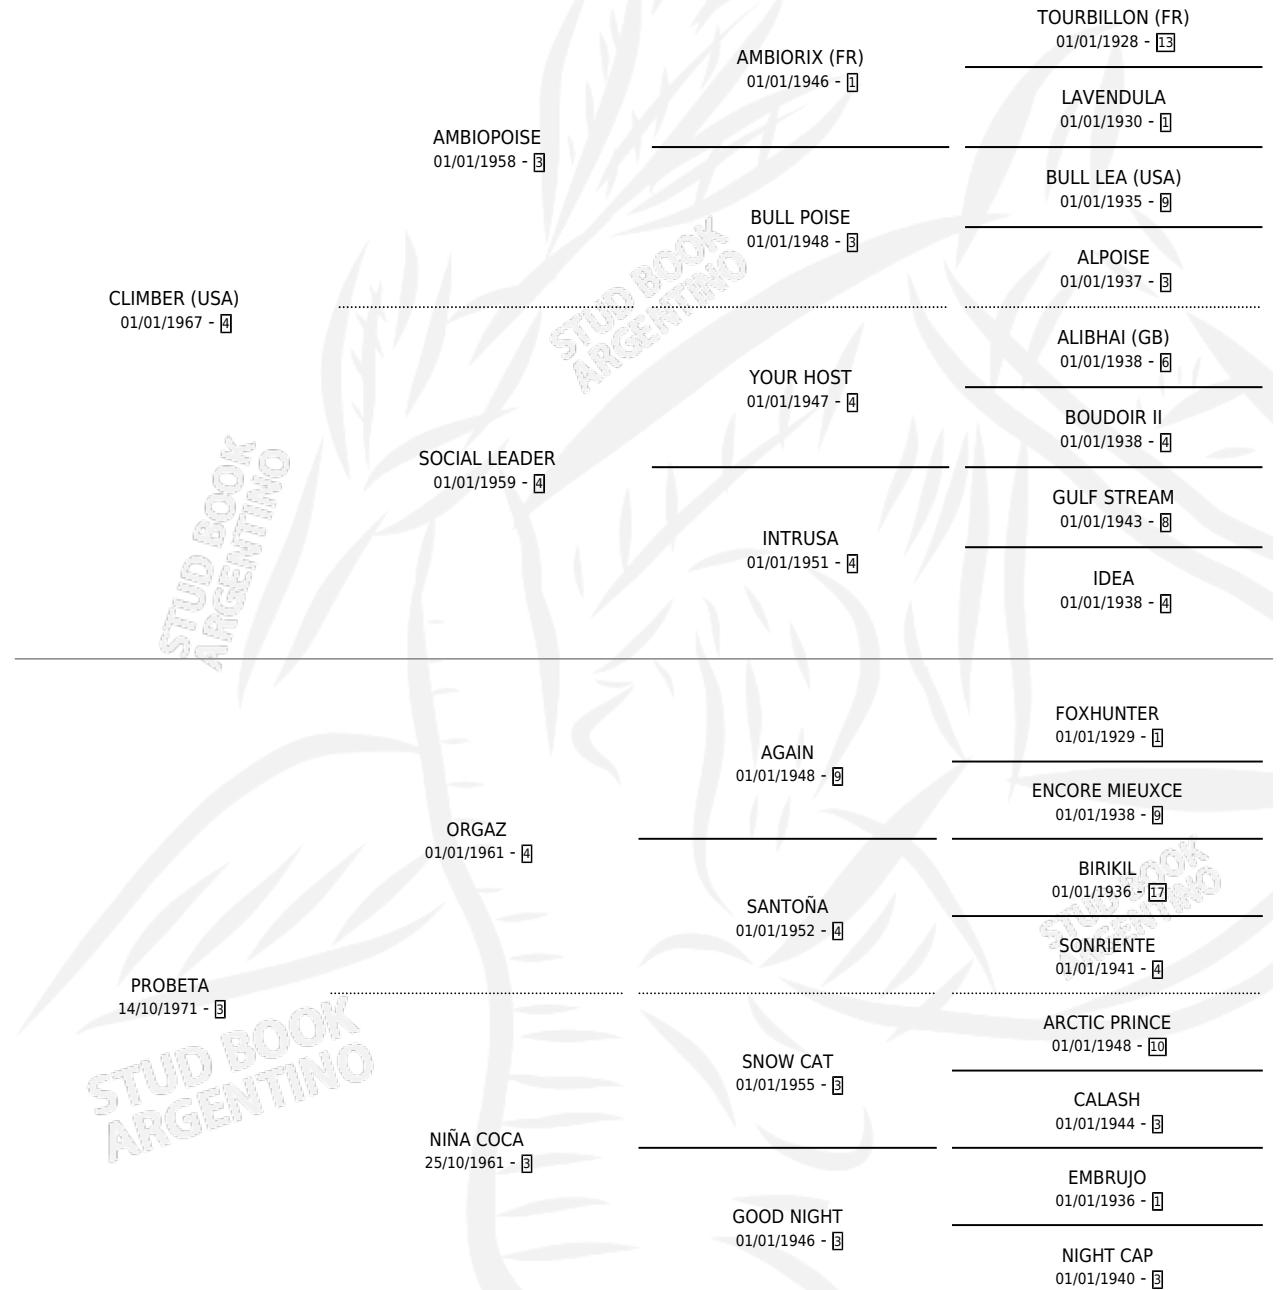 TOURBILLON (FR)
01/01/1928 - 13
AMBIORIX (FR)
01/01/1946 - 1
LAVENDULA
01/01/1930 - 1
AMBIOPOISE
01/01/1958 - 3
BULL LEA (USA)
01/01/1935 - 9
BULL POISE
01/01/1948 - 3
ALPOISE
01/01/1937 - 3
CLIMBER (USA)
01/01/1967 - 4
STUD BOOK
ARGENTINO
ALIBHAI (GB)
01/01/1938 - 6
YOUR HOST
01/01/1947 - 4
BOUDOIR II
01/01/1938 - 4
SOCIAL LEADER
01/01/1959 - 4
GULF STREAM
01/01/1943 - 8
INTRUSA
01/01/1951 - 4
IDEA
01/01/1938 - 4
STUD BOOK
ARGENTINO
FOXHUNTER
01/01/1929 - 1
AGAIN
01/01/1948 - 9
ENCORE MIEUXCE
01/01/1938 - 9
ORGAZ
01/01/1961 - 4
BIRIKIL
01/01/1936 - 17
SANTOÑA
01/01/1952 - 4
STUD BOOK
ARGENTINO
SONRIENTE
01/01/1941 - 4
PROBETA
14/10/1971 - 3
ARCTIC PRINCE
01/01/1948 - 10
SNOW CAT
01/01/1955 - 3
STUD BOOK
ARGENTINO
CALASH
01/01/1944 - 3
NIÑA COCA
25/10/1961 - 3
EMBRUJO
01/01/1936 - 1
GOOD NIGHT
01/01/1946 - 3
NIGHT CAP
01/01/1940 - 3